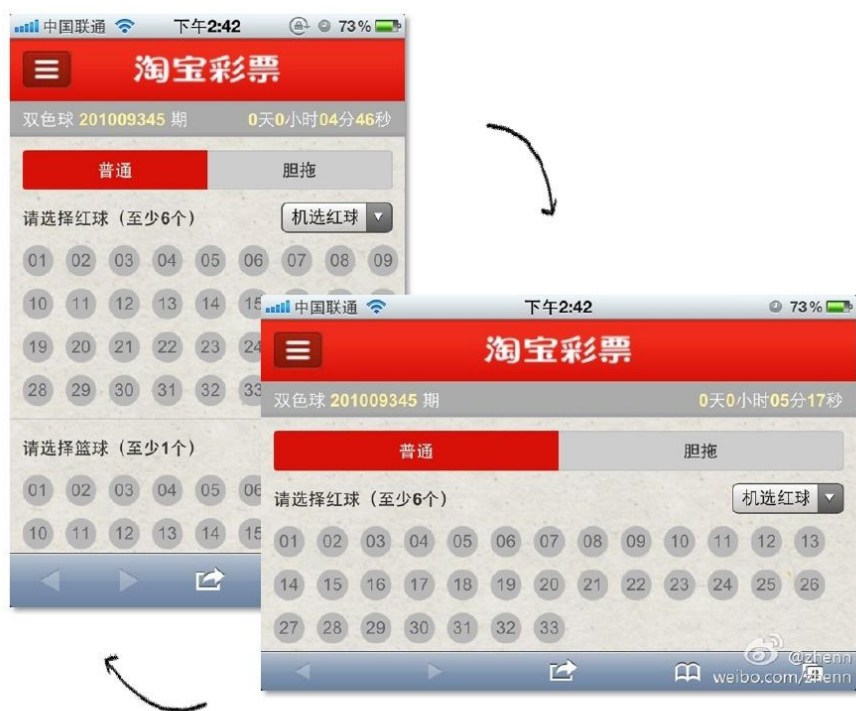 中国联通 下午2:42 73%
淘宝彩票
双色球 201009345 期 0天0小时04分46秒
普通 胆拖
请选择红球（至少6个） 机选红球
01 02 03 04 05 06 07 08 09
10 11 12 13 14 15
19 20 21 22 23 24
28 29 30 31 32 33
请选择篮球（至少1个）
01 02 03 04 05 06
10 11 12 13 14 15
中国联通 下午2:42 73%
淘宝彩票
双色球 201009345 期 0天0小时05分17秒
普通 胆拖
请选择红球（至少6个） 机选红球
01 02 03 04 05 06 07 08 09 10 11 12 13
14 15 16 17 18 19 20 21 22 23 24 25 26
27 28 29 30 31 32 33
@zhenn
weibo.com/zhenn